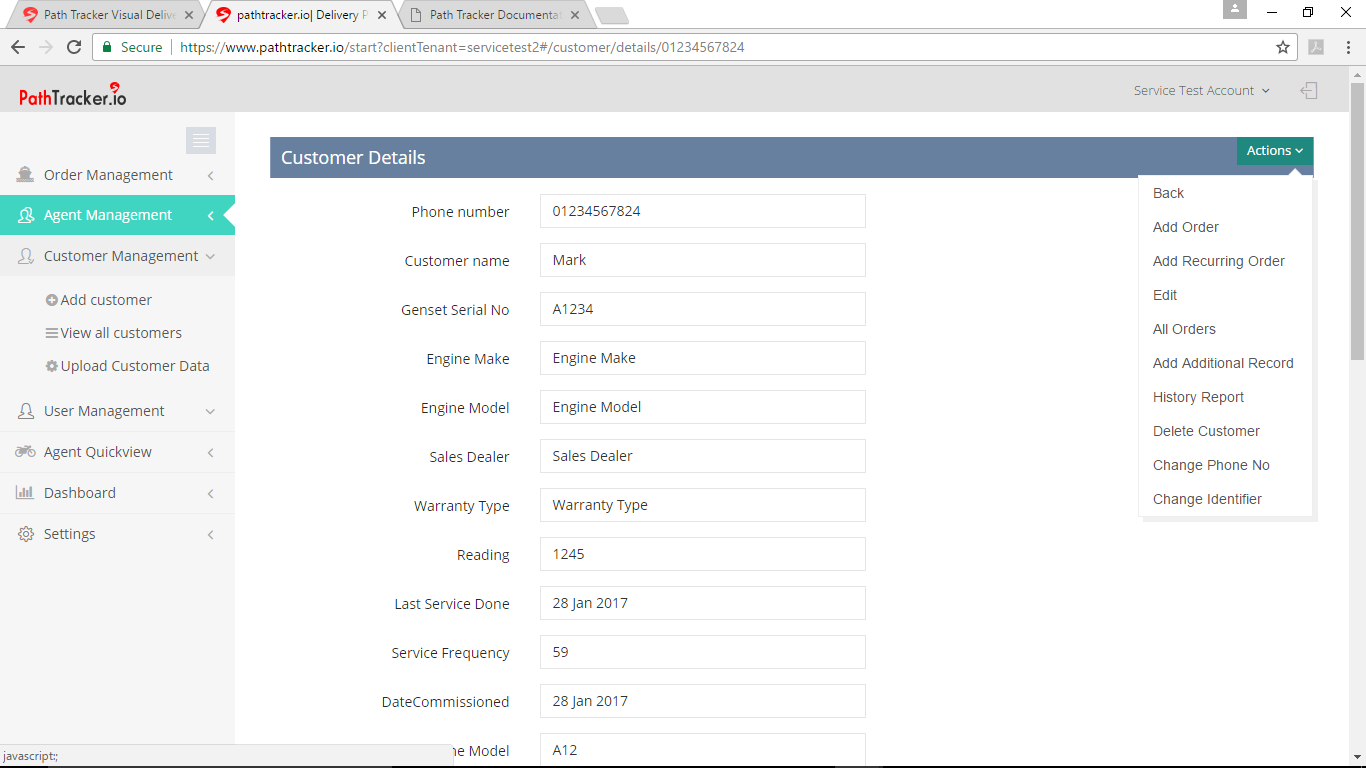 Path Tracker Visual Delive
pathtracker.io| Delivery P
Path Tracker Documentat
Secure
https://www.pathtracker.io/start?clientTenant=servicetest2#/customer/details/01234567824
PathTracker.io
Service Test Account
Order Management
Agent Management
Customer Management
Add customer
View all customers
Upload Customer Data
User Management
Agent Quickview
Dashboard
Settings
Customer Details
Actions
Back
Add Order
Add Recurring Order
Edit
All Orders
Add Additional Record
History Report
Delete Customer
Change Phone No
Change Identifier
Phone number 01234567824
Customer name Mark
Genset Serial No A1234
Engine Make Engine Make
Engine Model Engine Model
Sales Dealer Sales Dealer
Warranty Type Warranty Type
Reading 1245
Last Service Done 28 Jan 2017
Service Frequency 59
DateCommissioned 28 Jan 2017
ne Model A12
javascript:;